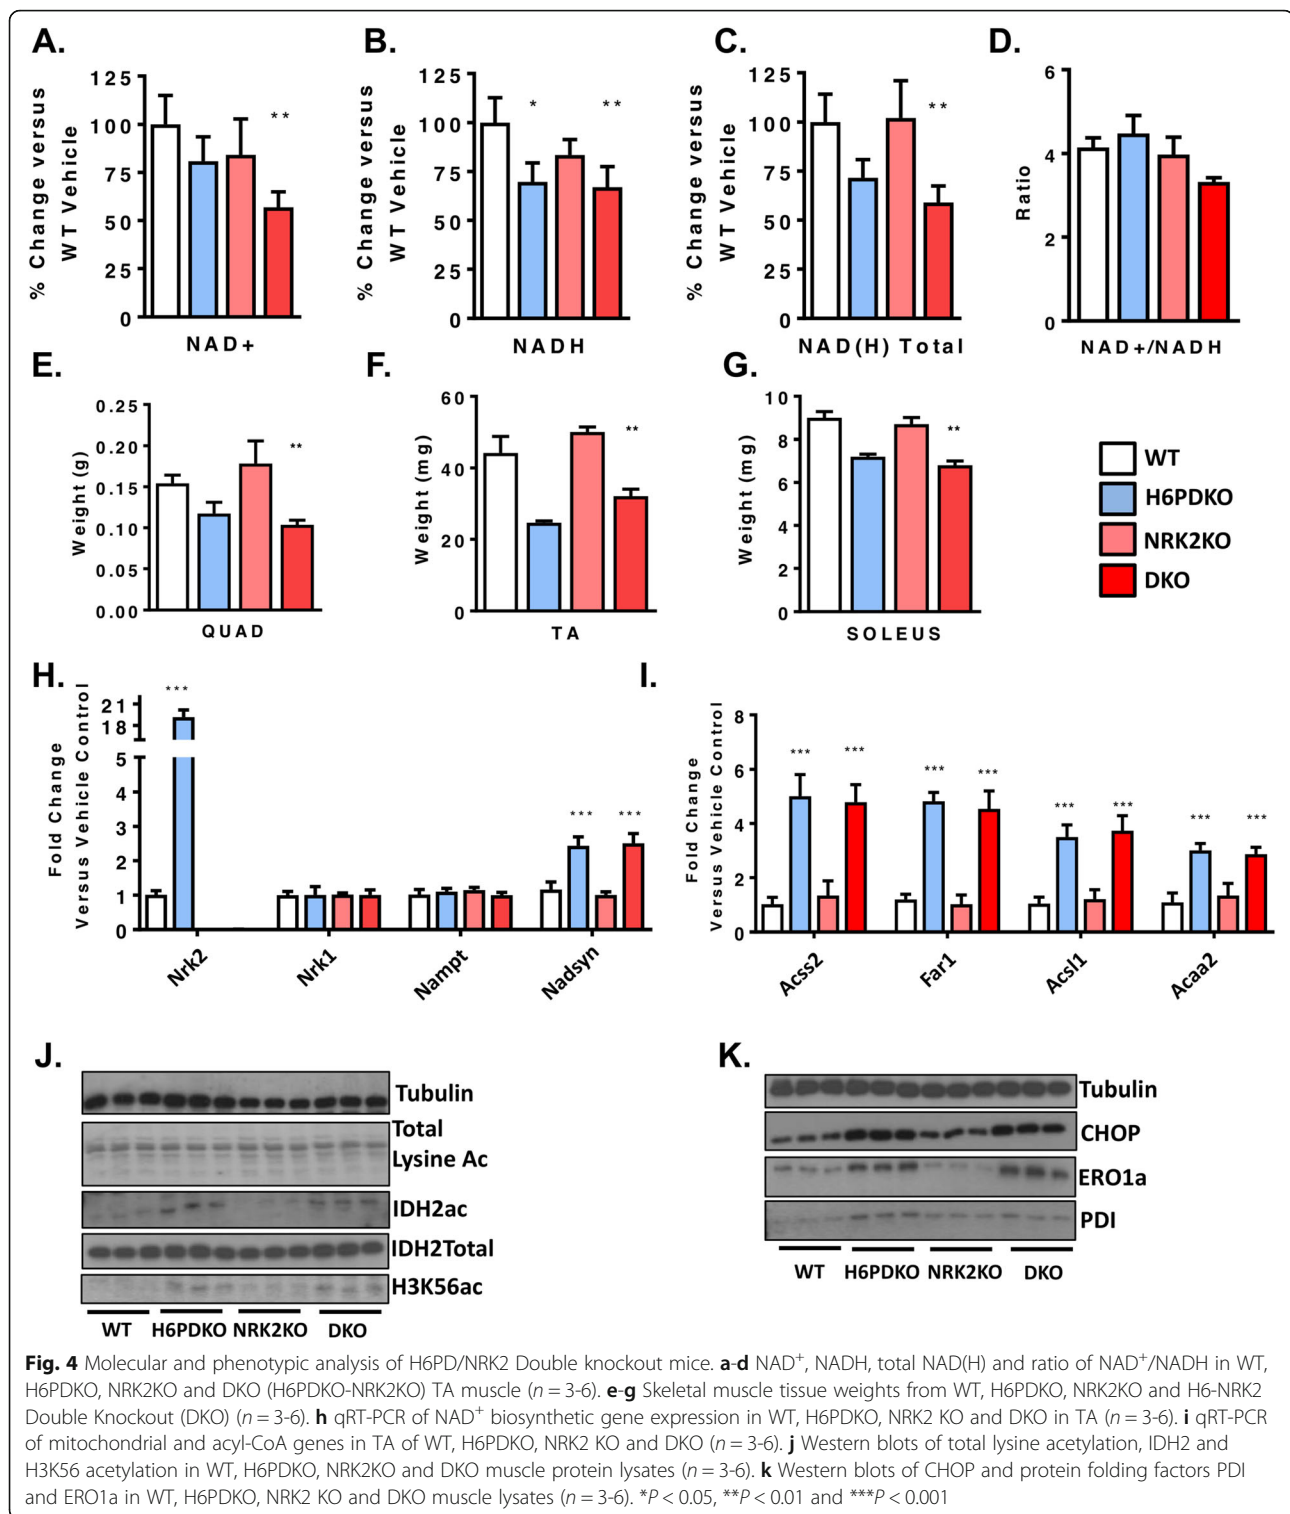 A.
% Change versus
WT Vehicle
125
100
75
50
25
0
**
NAD+
B.
% Change versus
WT Vehicle
125
100
75
50
25
0
*
**
NADH
C.
% Change versus
WT Vehicle
125
100
75
50
25
0
**
NAD(H) Total
D.
Ratio
6
4
2
0
NAD+/NADH
E.
Weight (g)
0.25
0.20
0.15
0.10
0.05
0.00
**
QUAD
F.
Weight (mg)
60
40
20
0
**
TA
G.
Weight (mg)
10
8
6
4
2
0
**
SOLEUS
WT
H6PDKO
NRK2KO
DKO
H.
Fold Change
Versus Vehicle Control
21
18
5
4
3
2
1
0
***
***
***
Nrk2
Nrk1
Nampt
Nadsyn
I.
Fold Change
Versus Vehicle Control
8
6
4
2
0
***
***
***
***
***
***
***
***
Acss2
Far1
Acsl1
Acaa2
J.
Tubulin
Total
Lysine Ac
IDH2ac
IDH2Total
H3K56ac
WT H6PDKO NRK2KO DKO
K.
Tubulin
CHOP
ERO1a
PDI
WT H6PDKO NRK2KO DKO
Fig. 4 Molecular and phenotypic analysis of H6PD/NRK2 Double knockout mice. a-d NAD⁺, NADH, total NAD(H) and ratio of NAD⁺/NADH in WT,
H6PDKO, NRK2KO and DKO (H6PDKO-NRK2KO) TA muscle (n = 3-6). e-g Skeletal muscle tissue weights from WT, H6PDKO, NRK2KO and H6-NRK2
Double Knockout (DKO) (n = 3-6). h qRT-PCR of NAD⁺ biosynthetic gene expression in WT, H6PDKO, NRK2 KO and DKO in TA (n = 3-6). i qRT-PCR
of mitochondrial and acyl-CoA genes in TA of WT, H6PDKO, NRK2 KO and DKO (n = 3-6). j Western blots of total lysine acetylation, IDH2 and
H3K56 acetylation in WT, H6PDKO, NRK2KO and DKO muscle protein lysates (n = 3-6). k Western blots of CHOP and protein folding factors PDI
and ERO1a in WT, H6PDKO, NRK2 KO and DKO muscle lysates (n = 3-6). *P < 0.05, **P < 0.01 and ***P < 0.001